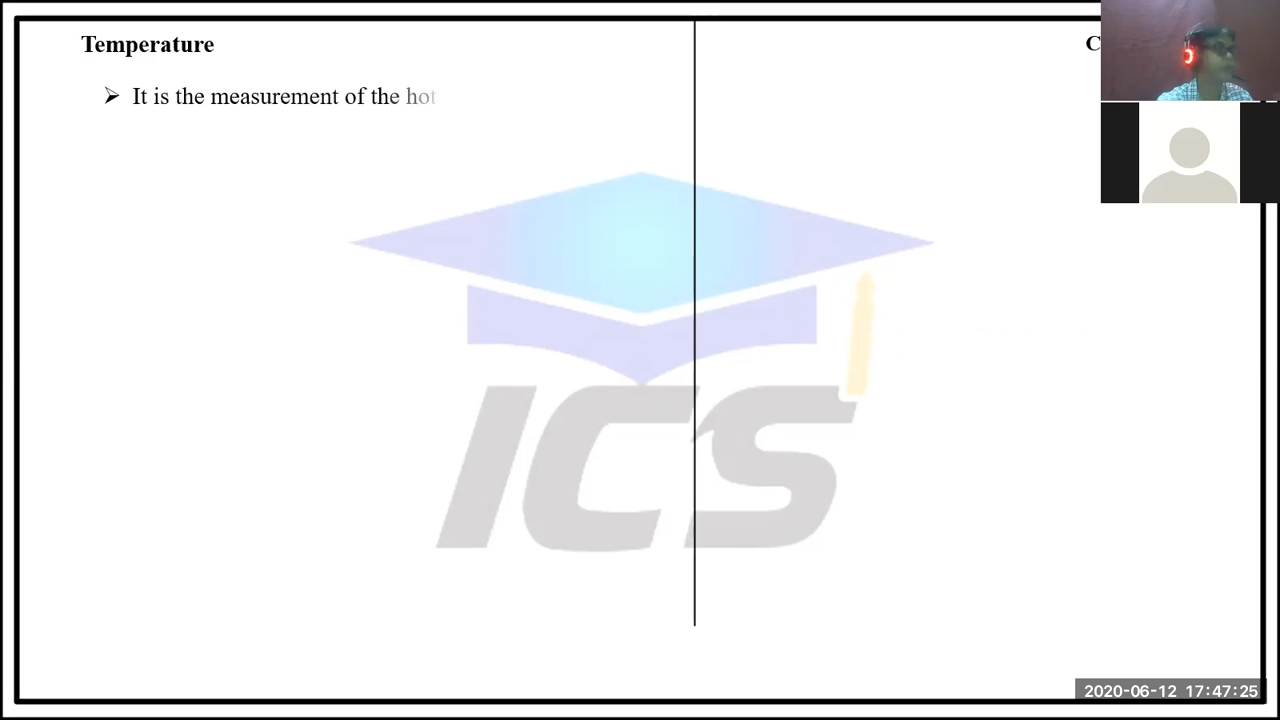 Temperature
C
➢ It is the measurement of the hot
ICS
2020-06-12 17:47:25